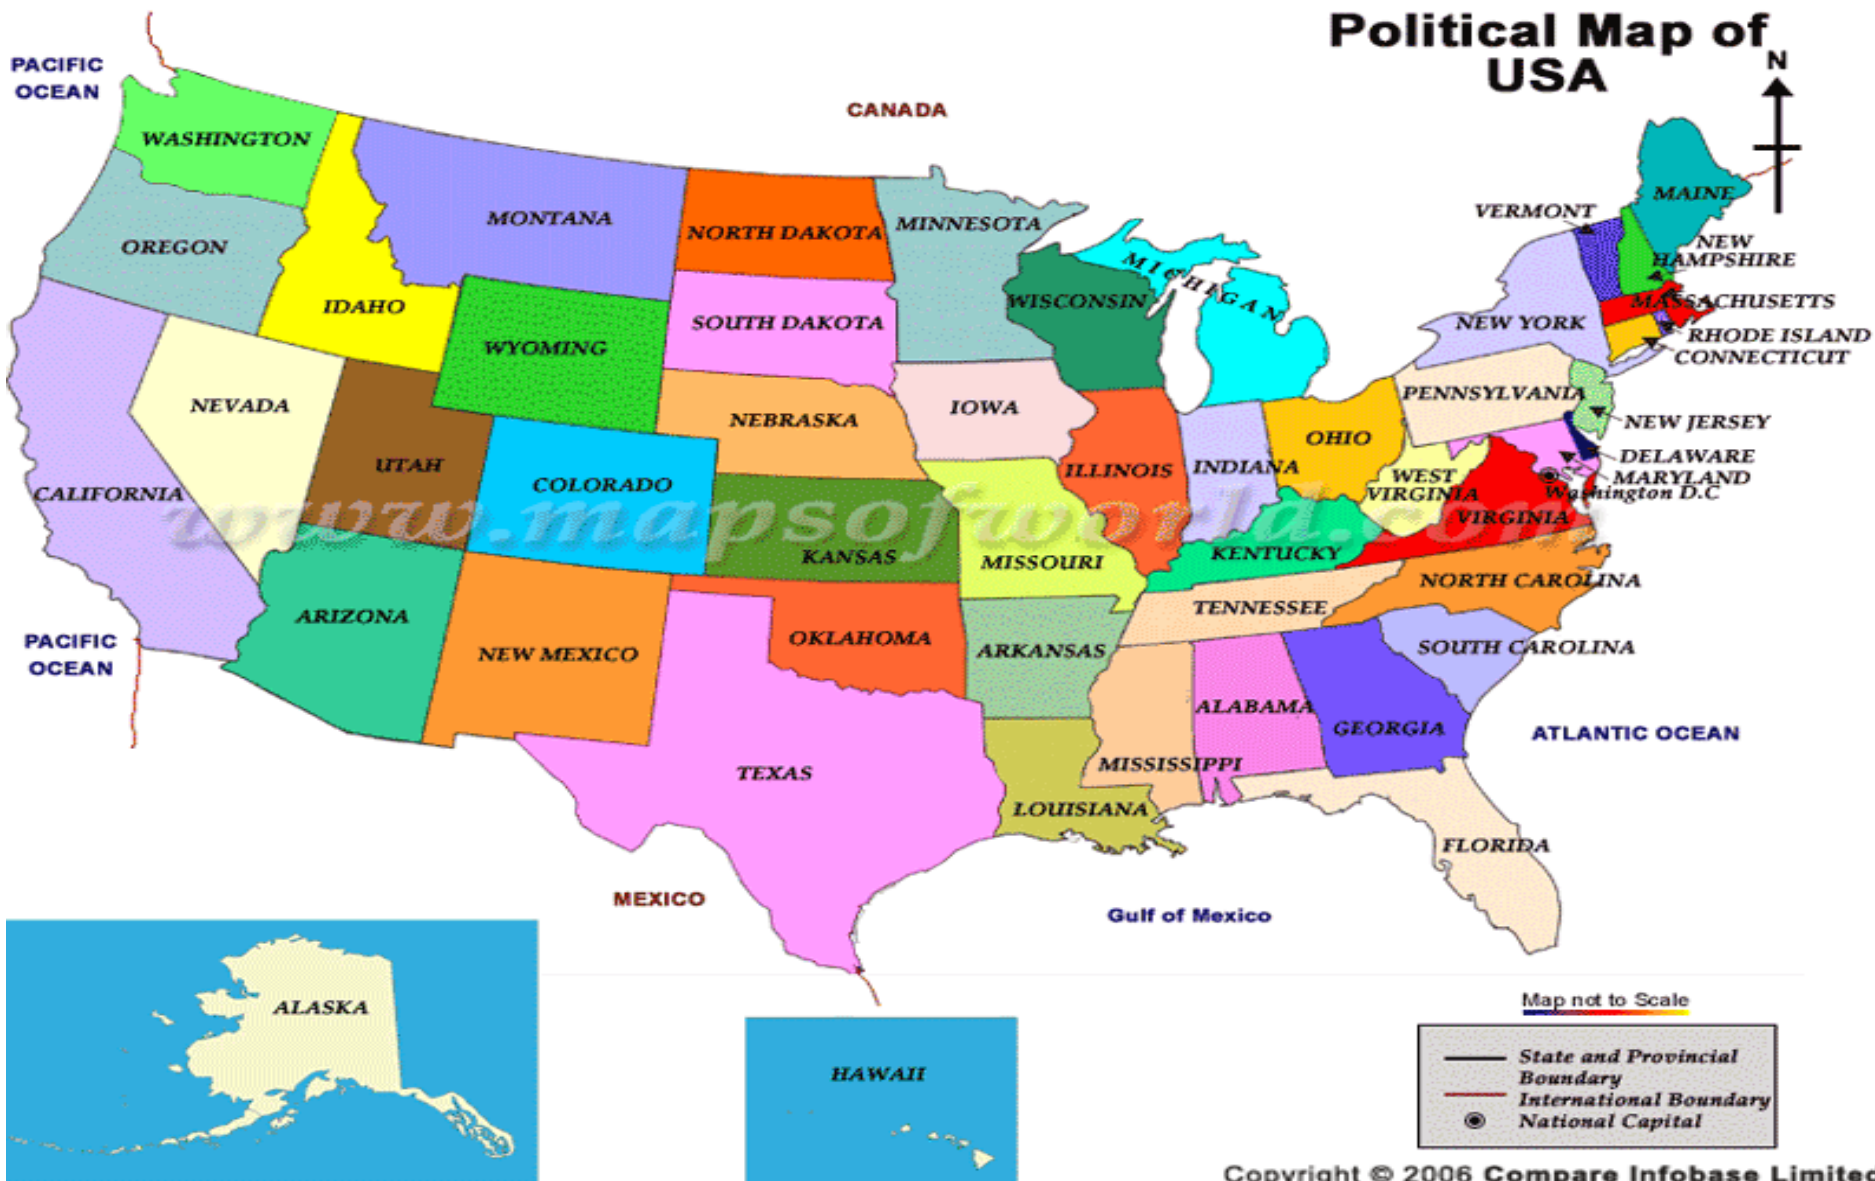 Political Map of
USA
N
PACIFIC
OCEAN
CANADA
WASHINGTON
MONTANA
NORTH DAKOTA
MINNESOTA
MAINE
VERMONT
NEW
HAMPSHIRE
OREGON
IDAHO
MICHIGAN
WISCONSIN
MASSACHUSETTS
SOUTH DAKOTA
NEW YORK
RHODE ISLAND
CONNECTICUT
WYOMING
PENNSYLVANIA
NEVADA
IOWA
NEBRASKA
NEW JERSEY
OHIO
DELAWARE
UTAH
ILLINOIS
INDIANA
WEST
VIRGINIA
MARYLAND
Washington D.C
CALIFORNIA
COLORADO
www.mapsofworld.com
VIRGINIA
KANSAS
MISSOURI
KENTUCKY
NORTH CAROLINA
ARIZONA
TENNESSEE
OKLAHOMA
PACIFIC
OCEAN
NEW MEXICO
ARKANSAS
SOUTH CAROLINA
ALABAMA
GEORGIA
ATLANTIC OCEAN
TEXAS
MISSISSIPPI
LOUISIANA
FLORIDA
MEXICO
Gulf of Mexico
ALASKA
HAWAII
Map not to Scale
State and Provincial
Boundary
International Boundary
National Capital
Copyright © 2006 Compare Infobase Limited